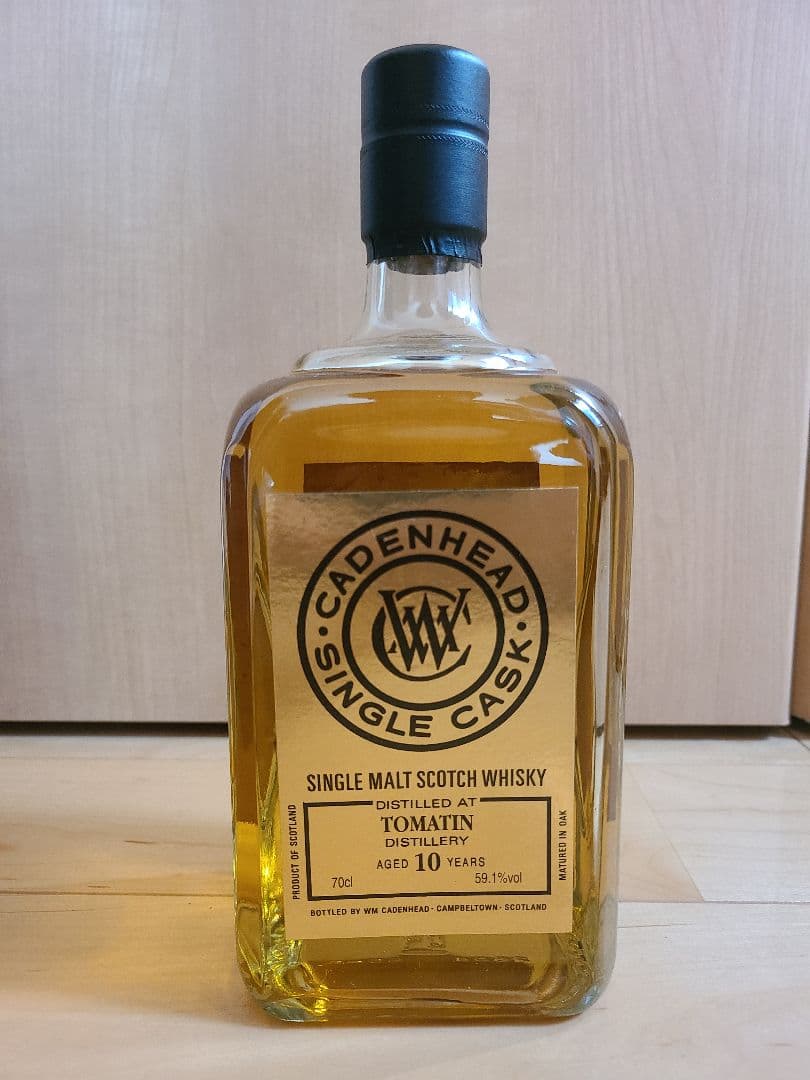 CADENHEAD
WC
SINGLE CASK
SINGLE MALT SCOTCH WHISKY
DISTILLED AT
TOMATIN
DISTILLERY
AGED 10 YEARS
70cl 59.1%vol
PRODUCT OF SCOTLAND
MATURED IN OAK
BOTTLED BY WM CADENHEAD · CAMPBELTOWN · SCOTLAND